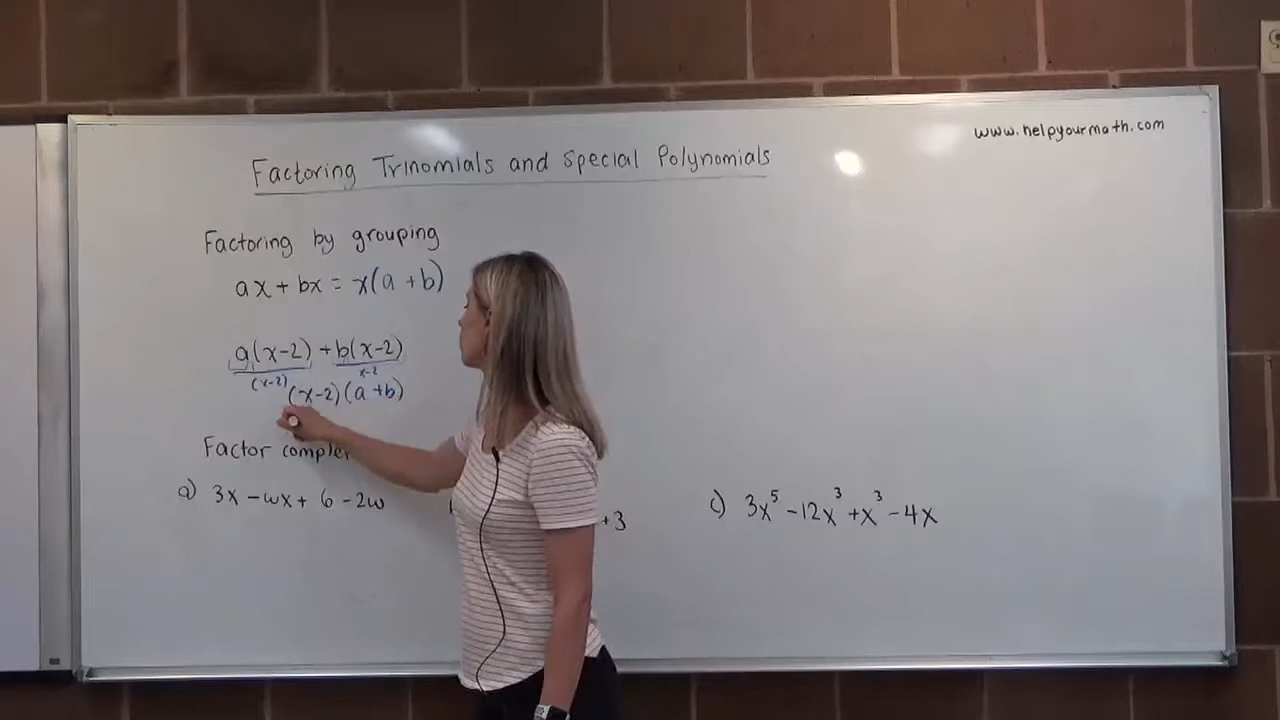 www.helpyourmath.com
Factoring Trinomials and Special Polynomials
Factoring by grouping
ax + bx = x(a + b)
a(x-2) + b(x-2)
(x-2) x-2
(x-2)(a+b)
Factor
a) 3x - wx + 6 - 2w
+3
c) 3x⁵ - 12x³ + x³ - 4x